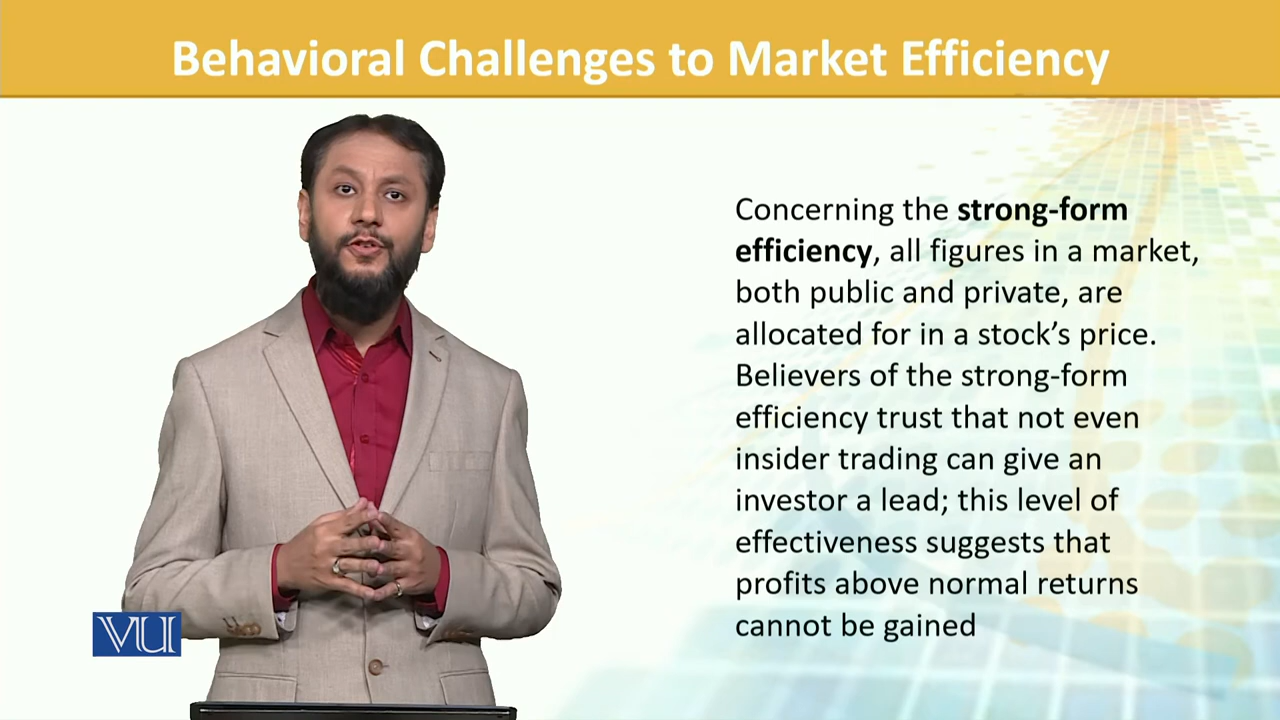 Behavioral Challenges to Market Efficiency
Concerning the strong-form
efficiency, all figures in a market,
both public and private, are
allocated for in a stock’s price.
Believers of the strong-form
efficiency trust that not even
insider trading can give an
investor a lead; this level of
effectiveness suggests that
profits above normal returns
cannot be gained
VU